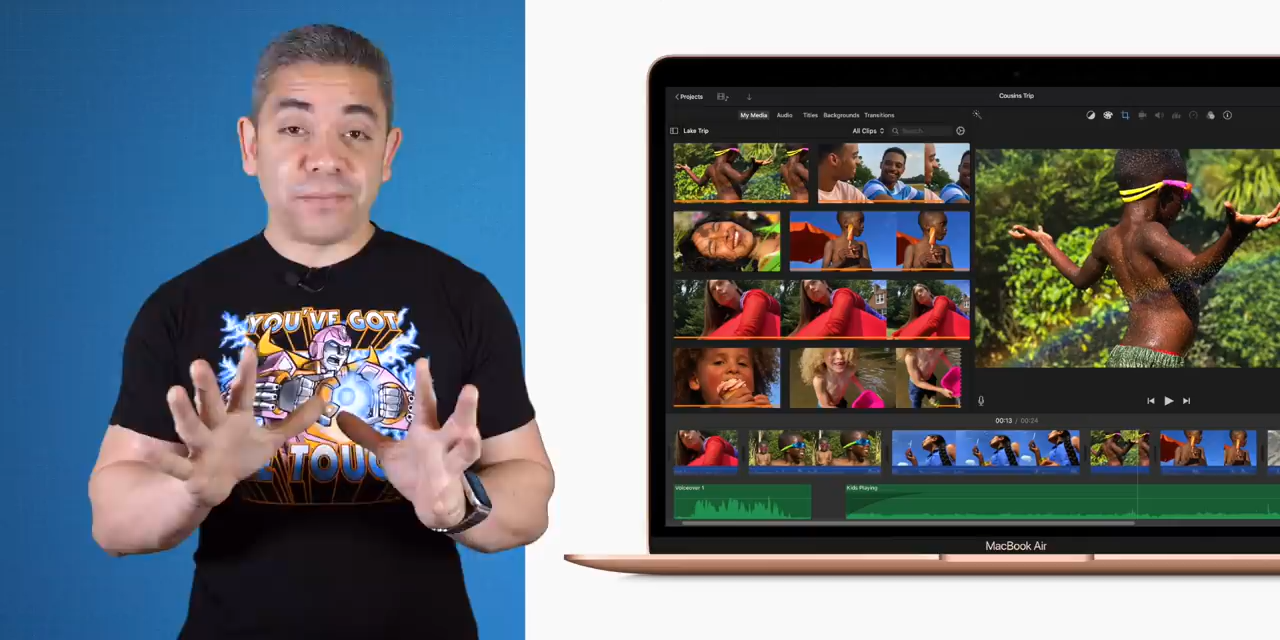 YOU'VE GOT
TOUC
Projects
Cousins Trip
My Media Audio Titles Backgrounds Transitions
Lake Trip
All Clips
Search
00:13 / 00:24
Voiceover 1
Kids Playing
MacBook Air